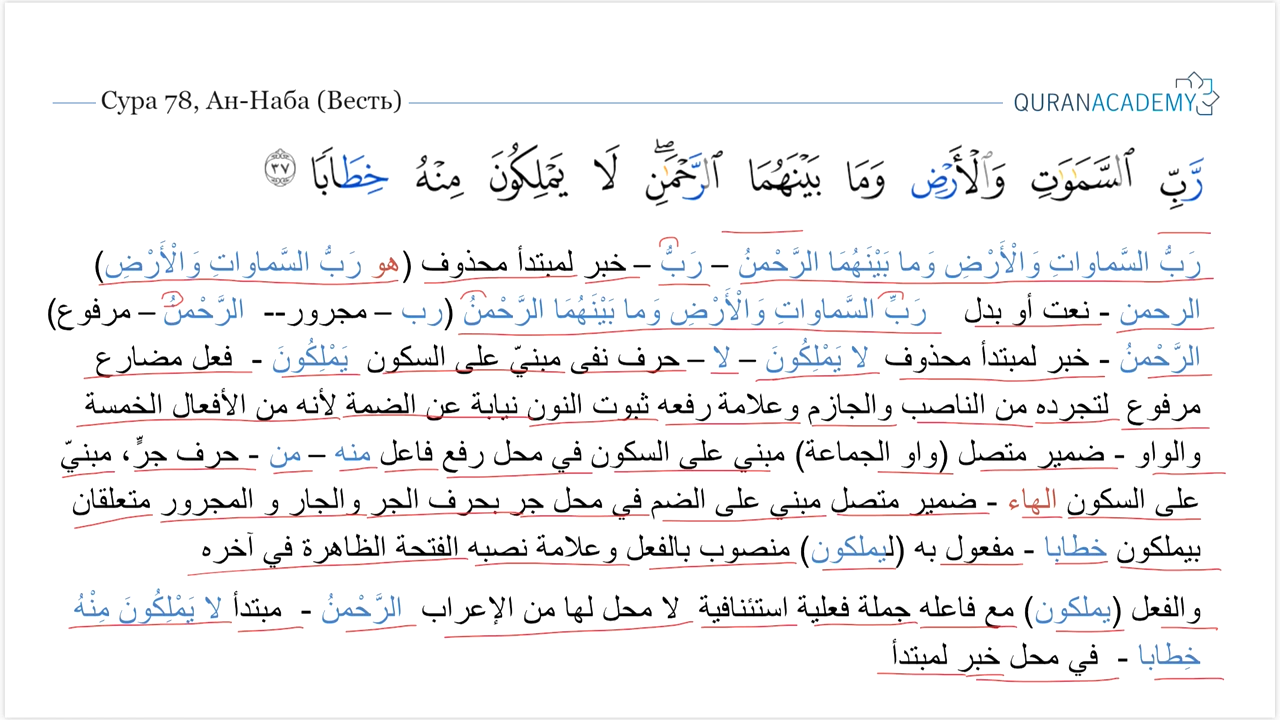 Сура 78, Ан-Наба (Весть)
QURANACADEMY
رَّبِّ ٱلسَّمَـٰوَٰتِ وَٱلْأَرْضِ وَمَا بَيْنَهُمَا ٱلرَّحْمَـٰنِ ۖ لَا يَمْلِكُونَ مِنْهُ خِطَابًا ٣٧
رَبُّ السَّماواتِ وَالْأَرْضِ وَما بَيْنَهُمَا الرَّحْمنُ – رَبُّ – خبر لمبتدأ محذوف (هو رَبُّ السَّماواتِ وَالْأَرْضِ)
الرحمن - نعت أو بدل رَبِّ السَّماواتِ وَالْأَرْضِ وَما بَيْنَهُمَا الرَّحْمنُ (رب – مجرور-- الرَّحْمنُ – مرفوع)
الرَّحْمنُ - خبر لمبتدأ محذوف لا يَمْلِكُونَ – لا – حرف نفى مبنيّ على السكون يَمْلِكُونَ - فعل مضارع
مرفوع لتجرده من الناصب والجازم وعلامة رفعه ثبوت النون نيابة عن الضمة لأنه من الأفعال الخمسة
والواو - ضمير متصل (واو الجماعة) مبني على السكون في محل رفع فاعل منه – من - حرف جرٍّ، مبنيّ
على السكون الهاء - ضمير متصل مبني على الضم في محل جر بحرف الجر والجار و المجرور متعلقان
بيملكون خطابا - مفعول به (ليملكون) منصوب بالفعل وعلامة نصبه الفتحة الظاهرة في آخره
والفعل (يملكون) مع فاعله جملة فعلية استئنافية لا محل لها من الإعراب الرَّحْمنُ - مبتدأ لا يَمْلِكُونَ مِنْهُ
خِطابا - في محل خبر لمبتدأ